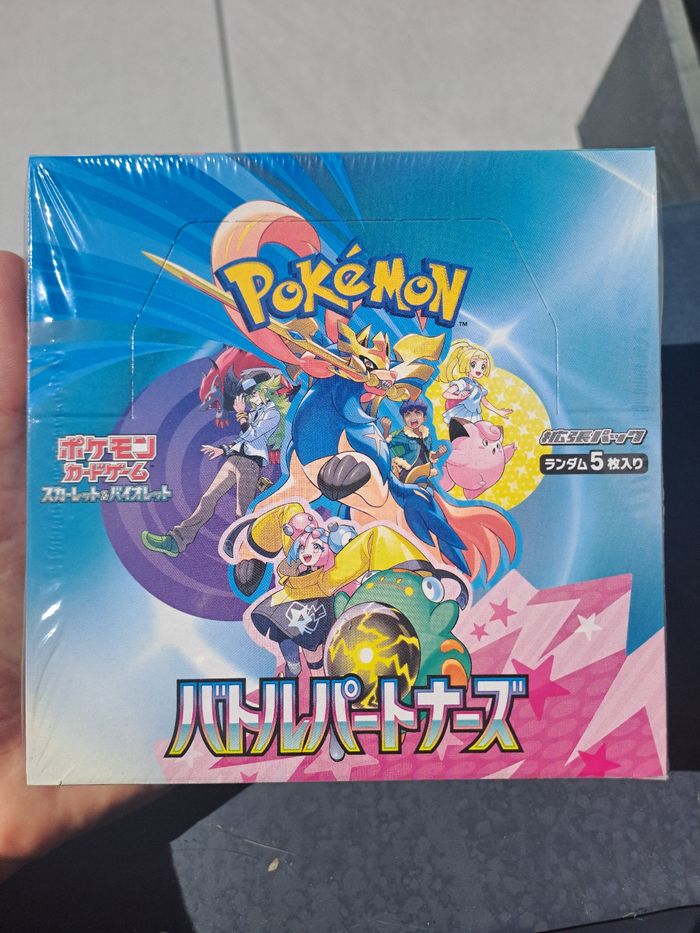 POKéMON
TM
ポケモン
カードゲーム
スカーレット&バイオレット
拡張パック
ランダム5枚入り
バトルパートナーズ